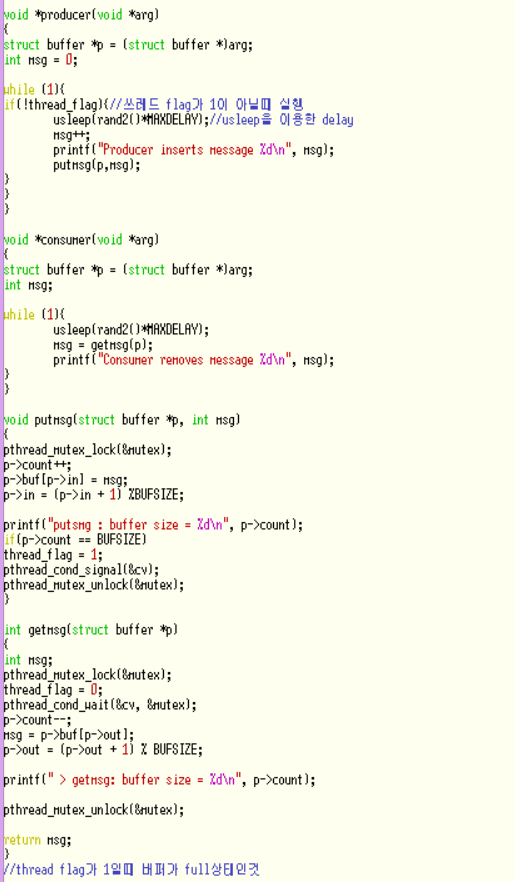 void *producer(void *arg)
{
struct buffer *p = (struct buffer *)arg;
int msg = 0;

while (1){
if(!thread_flag){//쓰레드 flag가 1이 아닐때 실행
        usleep(rand2()*MAXDELAY);//usleep을 이용한 delay
        msg++;
        printf("Producer inserts message %d\n", msg);
        putmsg(p,msg);
}
}
}

void *consumer(void *arg)
{
struct buffer *p = (struct buffer *)arg;
int msg;

while (1){
        usleep(rand2()*MAXDELAY);
        msg = getmsg(p);
        printf("Consumer removes message %d\n", msg);
}
}

void putmsg(struct buffer *p, int msg)
{
pthread_mutex_lock(&mutex);
p->count++;
p->buf[p->in] = msg;
p->in = (p->in + 1) %BUFSIZE;

printf("putsmg : buffer size = %d\n", p->count);
if(p->count == BUFSIZE)
thread_flag = 1;
pthread_cond_signal(&cv);
pthread_mutex_unlock(&mutex);
}

int getmsg(struct buffer *p)
{
int msg;
pthread_mutex_lock(&mutex);
thread_flag = 0;
pthread_cond_wait(&cv, &mutex);
p->count--;
msg = p->buf[p->out];
p->out = (p->out + 1) % BUFSIZE;

printf(" > getmsg: buffer size = %d\n", p->count);

pthread_mutex_unlock(&mutex);

return msg;
}
//thread flag가 1일때 버퍼가 full상태인것